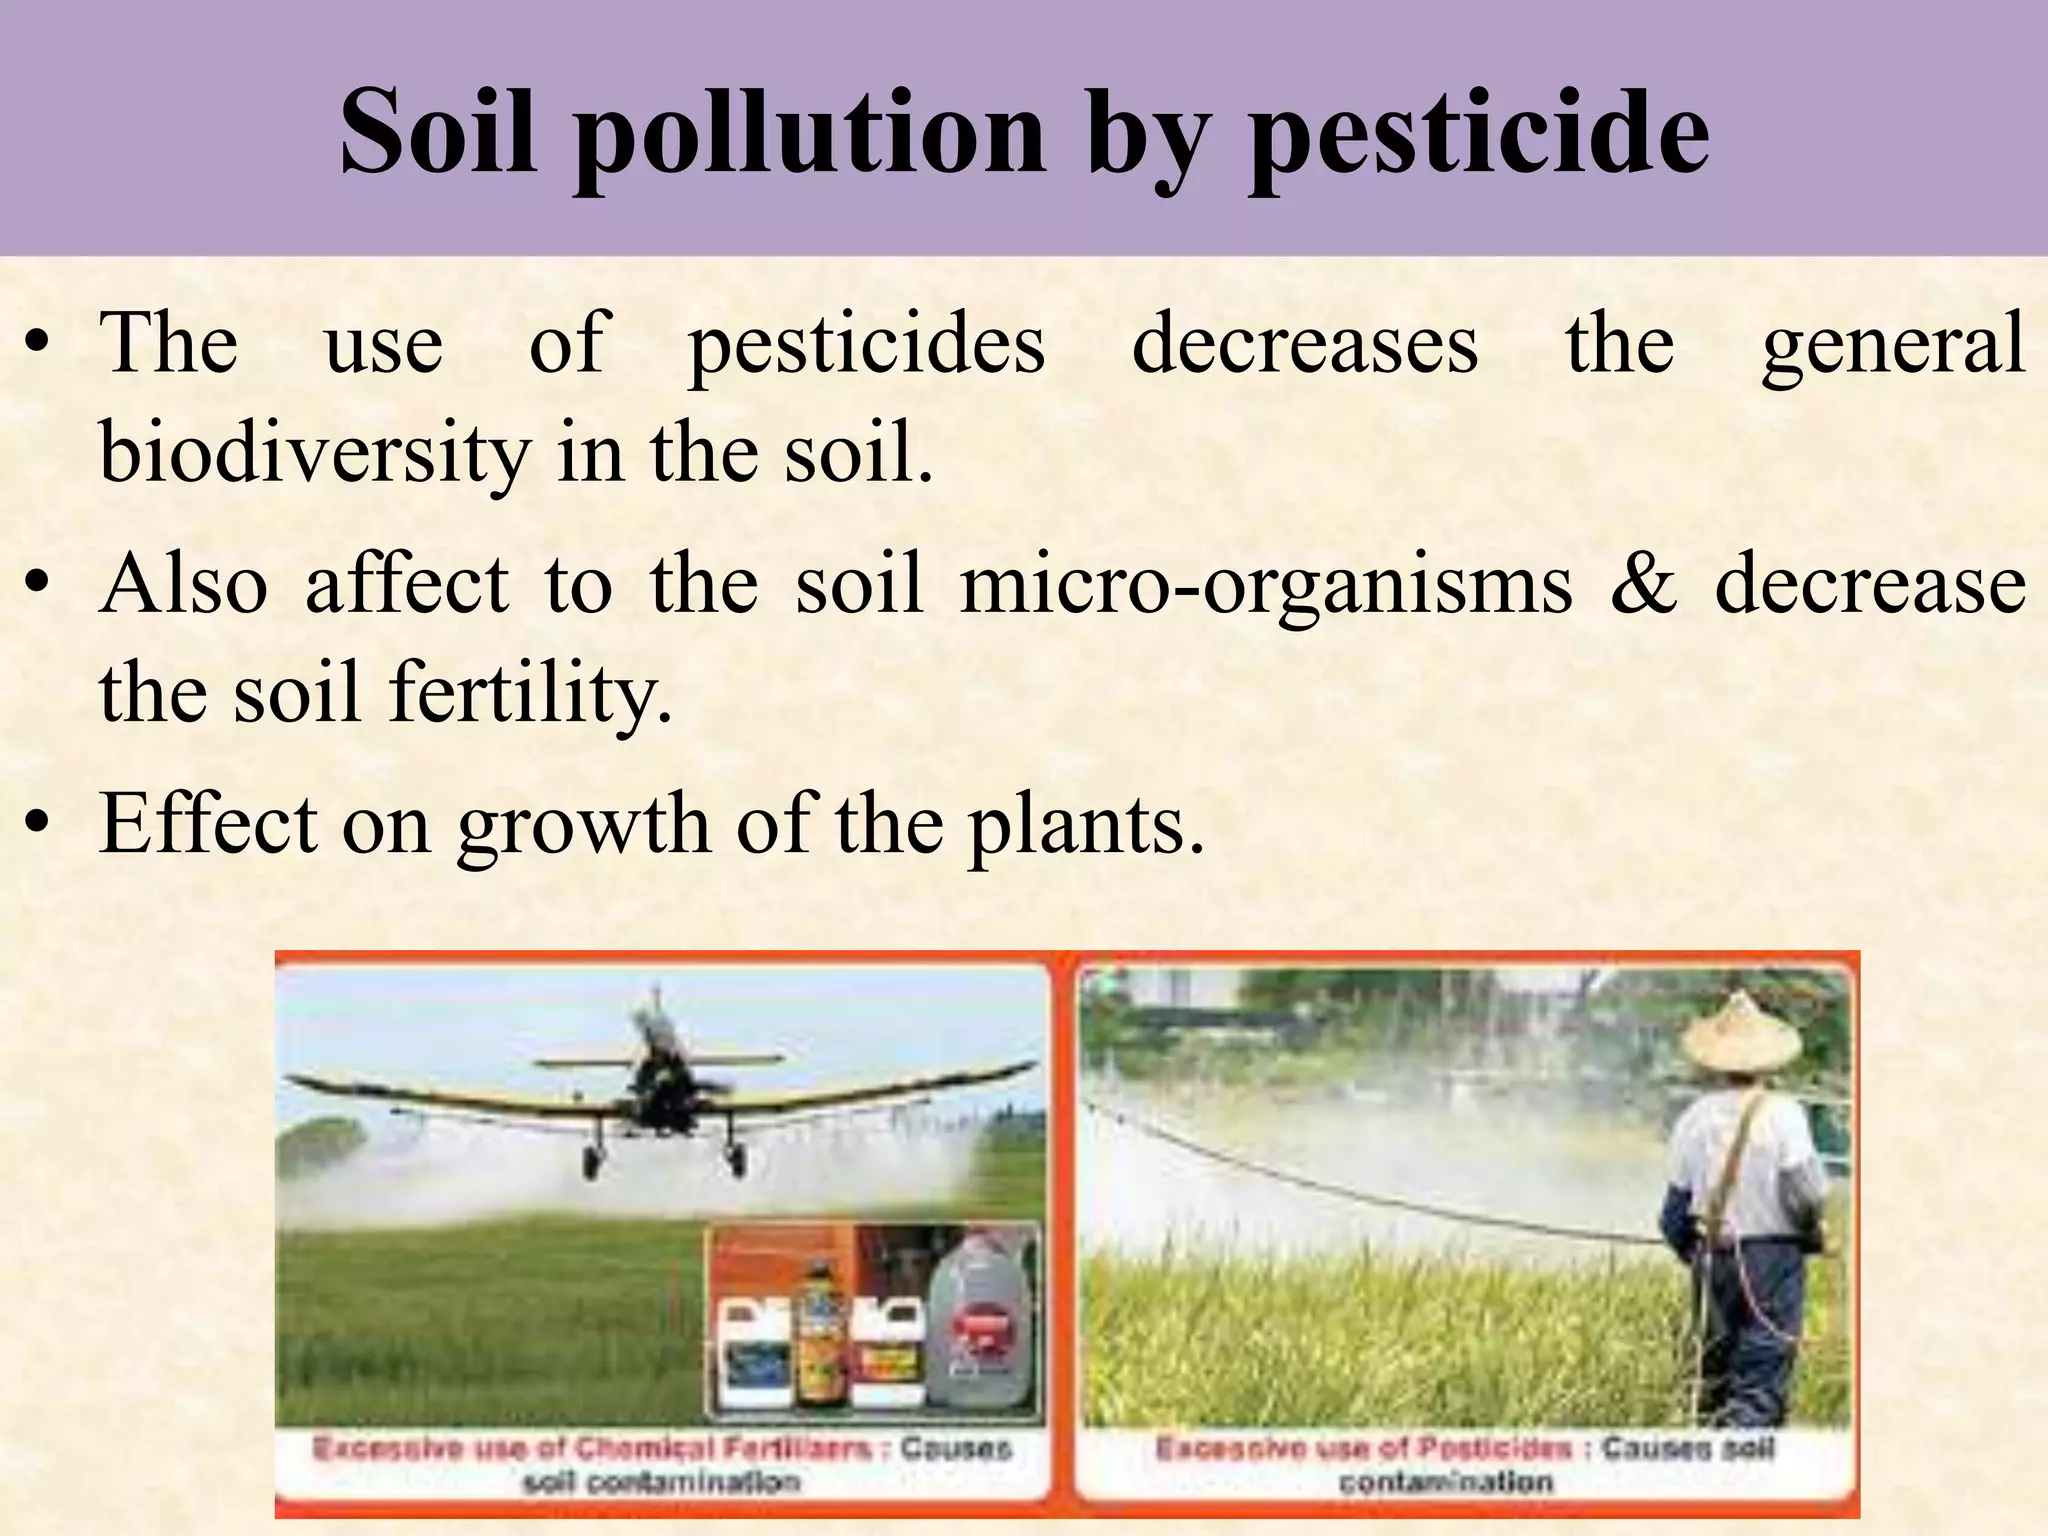 Soil pollution by pesticide
• The use of pesticides decreases the general
biodiversity in the soil.
• Also affect to the soil micro-organisms & decrease
the soil fertility.
• Effect on growth of the plants.
Excessive use of Chemical Fertilizers : Causes
soil contamination
Excessive use of Pesticides : Causes soil
contamination